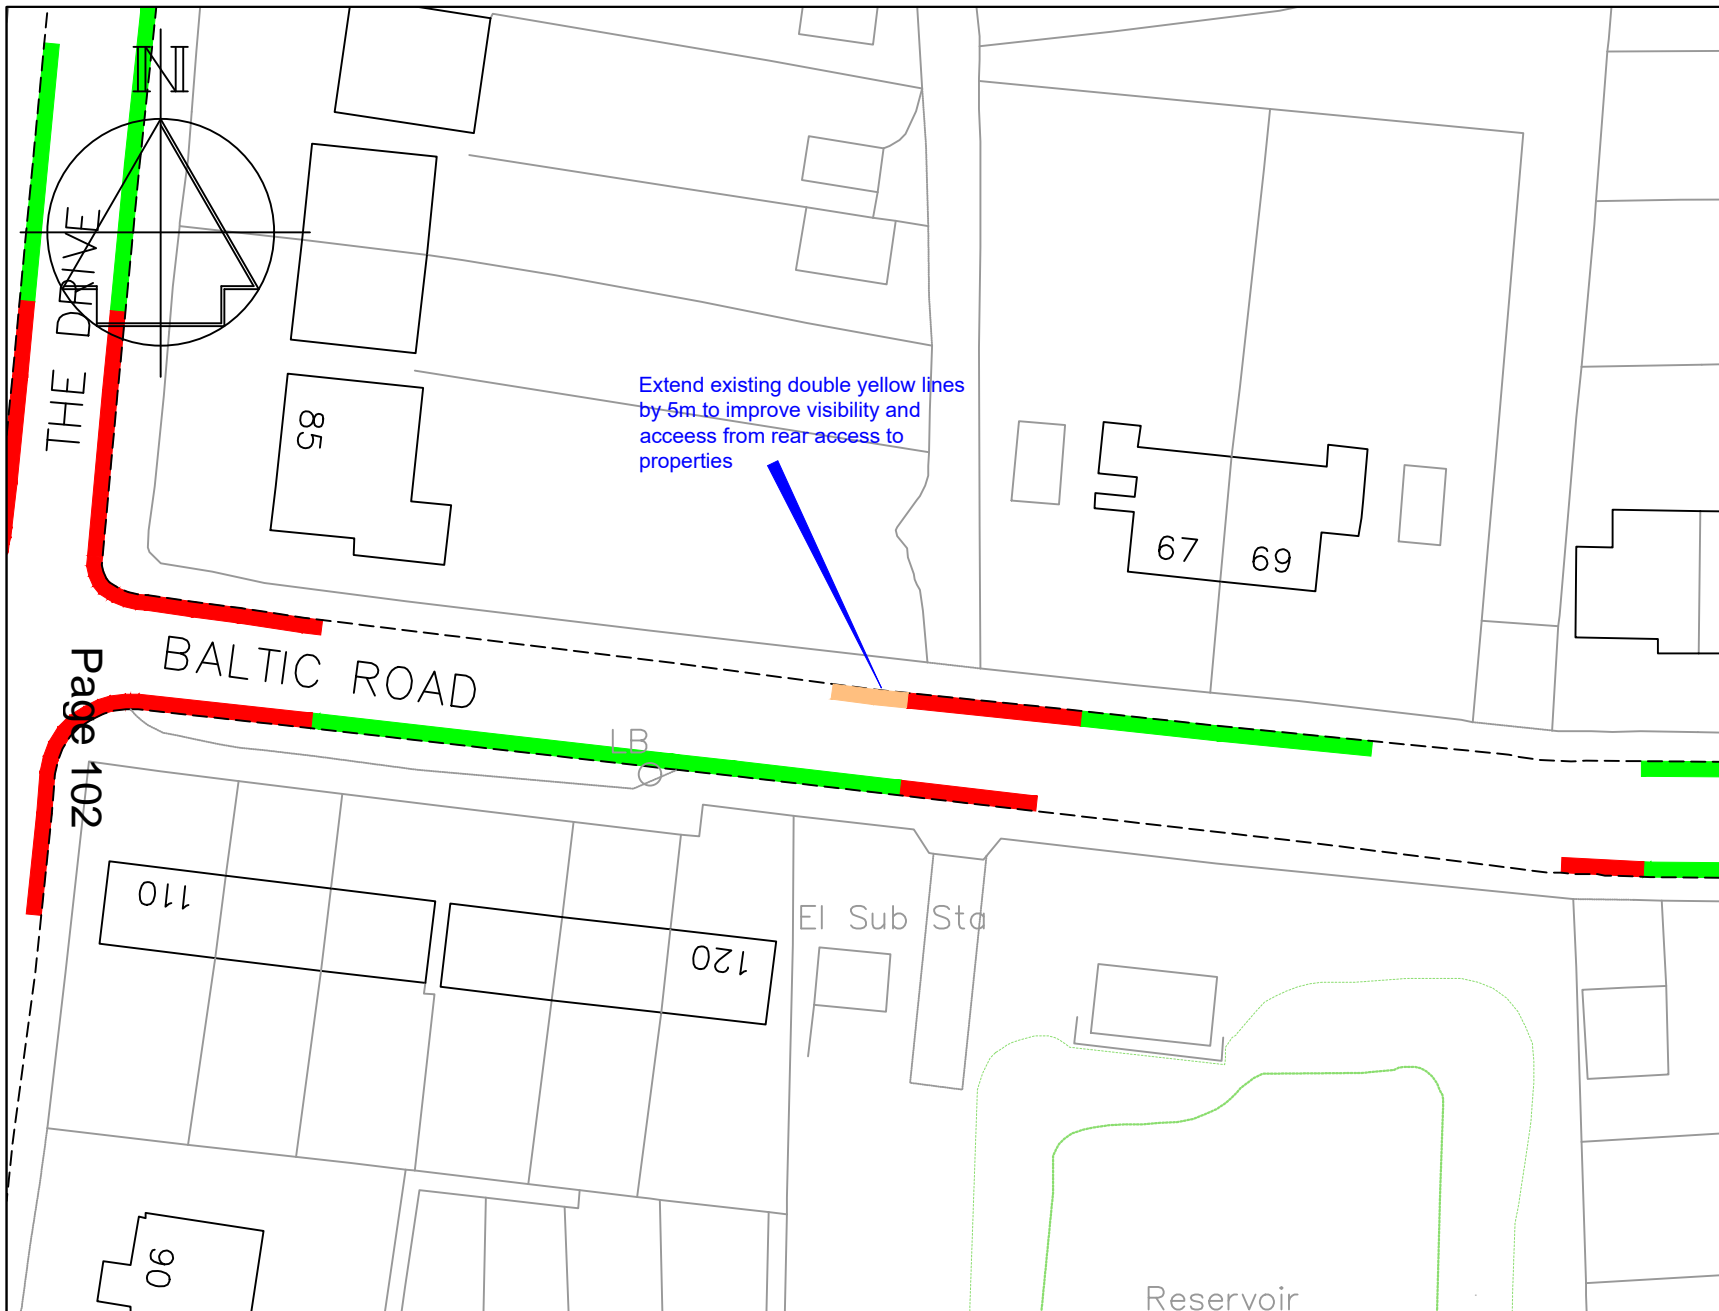 N
THE DRIVE
85
Extend existing double yellow lines
by 5m to improve visibility and
acceess from rear access to
properties
67
69
BALTIC ROAD
Page 102
LB
110
120
El Sub Sta
90
Reservoir